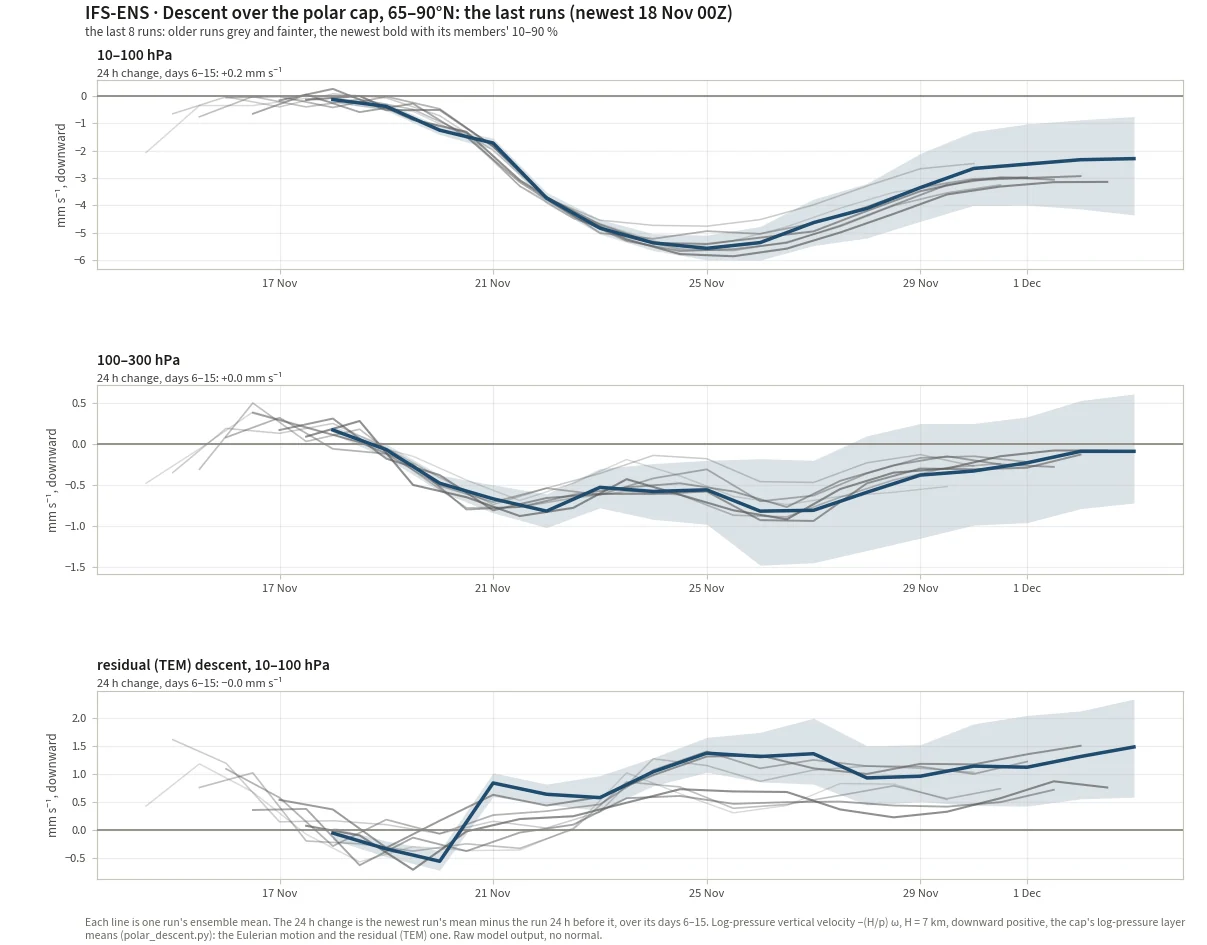 IFS-ENS · Descent over the polar cap, 65–90°N: the last runs (newest 18 Nov 00Z)
the last 8 runs: older runs grey and fainter, the newest bold with its members' 10–90 %
10–100 hPa
24 h change, days 6–15: +0.2 mm s⁻¹
0
−1
−2
−3
−4
−5
−6
mm s⁻¹, downward
17 Nov
21 Nov
25 Nov
29 Nov
1 Dec
100–300 hPa
24 h change, days 6–15: +0.0 mm s⁻¹
0.5
0.0
−0.5
−1.0
−1.5
mm s⁻¹, downward
17 Nov
21 Nov
25 Nov
29 Nov
1 Dec
residual (TEM) descent, 10–100 hPa
24 h change, days 6–15: −0.0 mm s⁻¹
2.0
1.5
1.0
0.5
0.0
−0.5
mm s⁻¹, downward
17 Nov
21 Nov
25 Nov
29 Nov
1 Dec
Each line is one run's ensemble mean. The 24 h change is the newest run's mean minus the run 24 h before it, over its days 6–15. Log-pressure vertical velocity −(H/p) ω, H = 7 km, downward positive, the cap's log-pressure layer
means (polar_descent.py): the Eulerian motion and the residual (TEM) one. Raw model output, no normal.